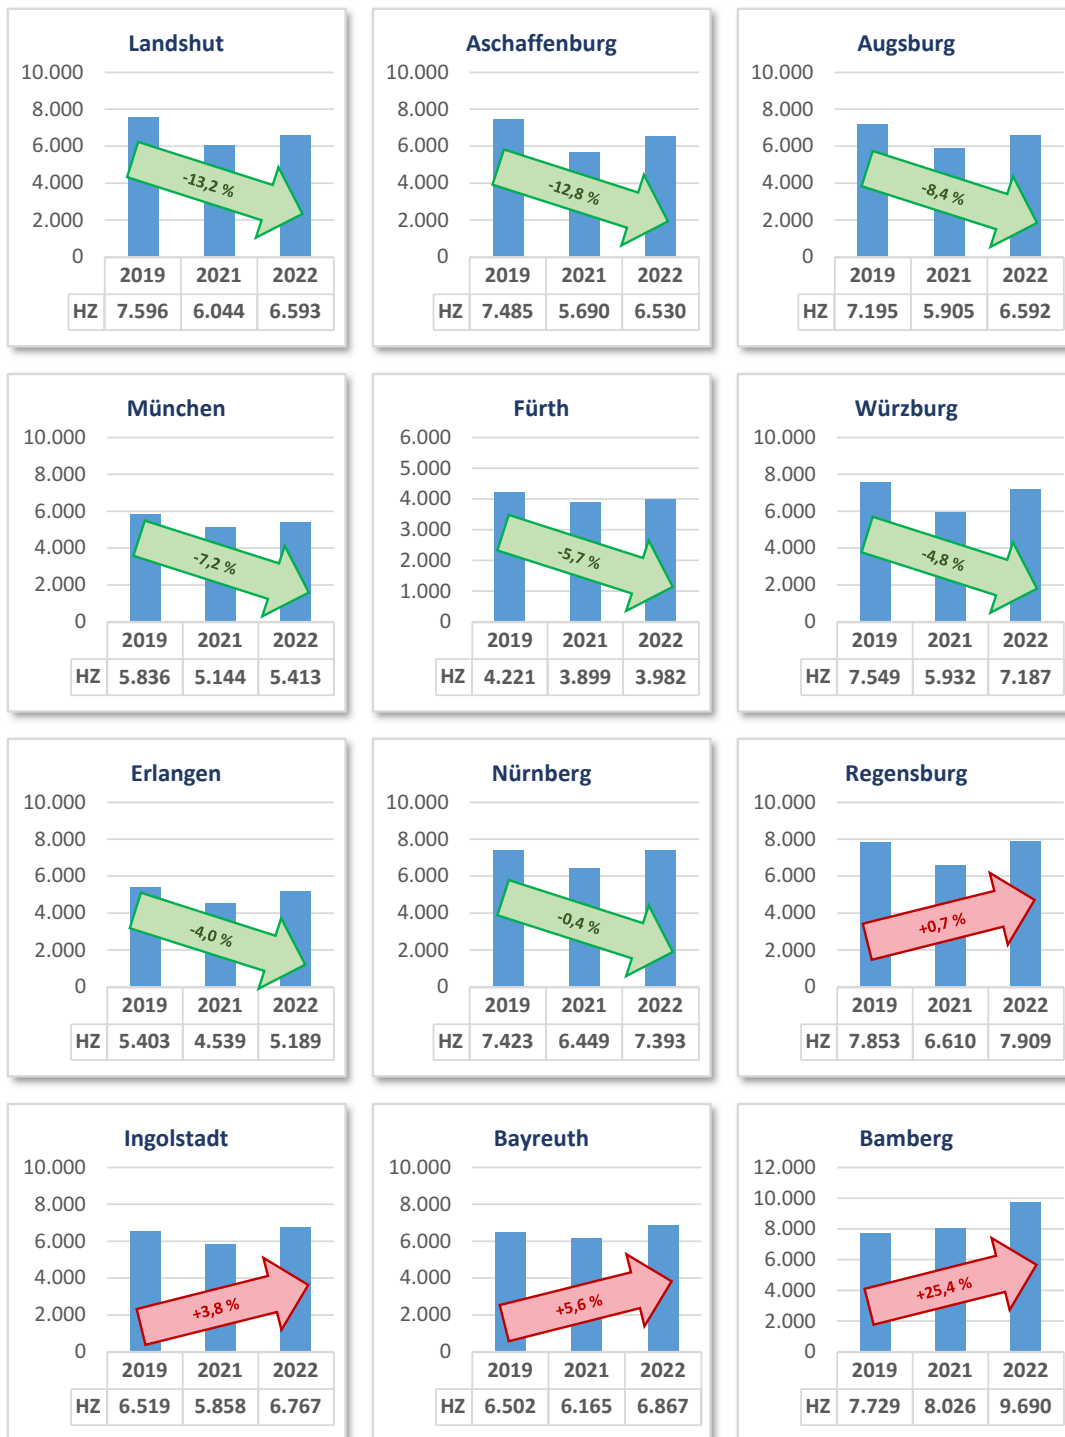 Landshut
10.000
8.000
6.000
4.000
2.000
0
-13,2 %
2019 2021 2022
HZ 7.596 6.044 6.593
Aschaffenburg
10.000
8.000
6.000
4.000
2.000
0
-12,8 %
2019 2021 2022
HZ 7.485 5.690 6.530
Augsburg
10.000
8.000
6.000
4.000
2.000
0
-8,4 %
2019 2021 2022
HZ 7.195 5.905 6.592
München
10.000
8.000
6.000
4.000
2.000
0
-7,2 %
2019 2021 2022
HZ 5.836 5.144 5.413
Fürth
6.000
5.000
4.000
3.000
2.000
1.000
0
-5,7 %
2019 2021 2022
HZ 4.221 3.899 3.982
Würzburg
10.000
8.000
6.000
4.000
2.000
0
-4,8 %
2019 2021 2022
HZ 7.549 5.932 7.187
Erlangen
10.000
8.000
6.000
4.000
2.000
0
-4,0 %
2019 2021 2022
HZ 5.403 4.539 5.189
Nürnberg
10.000
8.000
6.000
4.000
2.000
0
-0,4 %
2019 2021 2022
HZ 7.423 6.449 7.393
Regensburg
10.000
8.000
6.000
4.000
2.000
0
+0,7 %
2019 2021 2022
HZ 7.853 6.610 7.909
Ingolstadt
10.000
8.000
6.000
4.000
2.000
0
+3,8 %
2019 2021 2022
HZ 6.519 5.858 6.767
Bayreuth
10.000
8.000
6.000
4.000
2.000
0
+5,6 %
2019 2021 2022
HZ 6.502 6.165 6.867
Bamberg
12.000
10.000
8.000
6.000
4.000
2.000
0
+25,4 %
2019 2021 2022
HZ 7.729 8.026 9.690